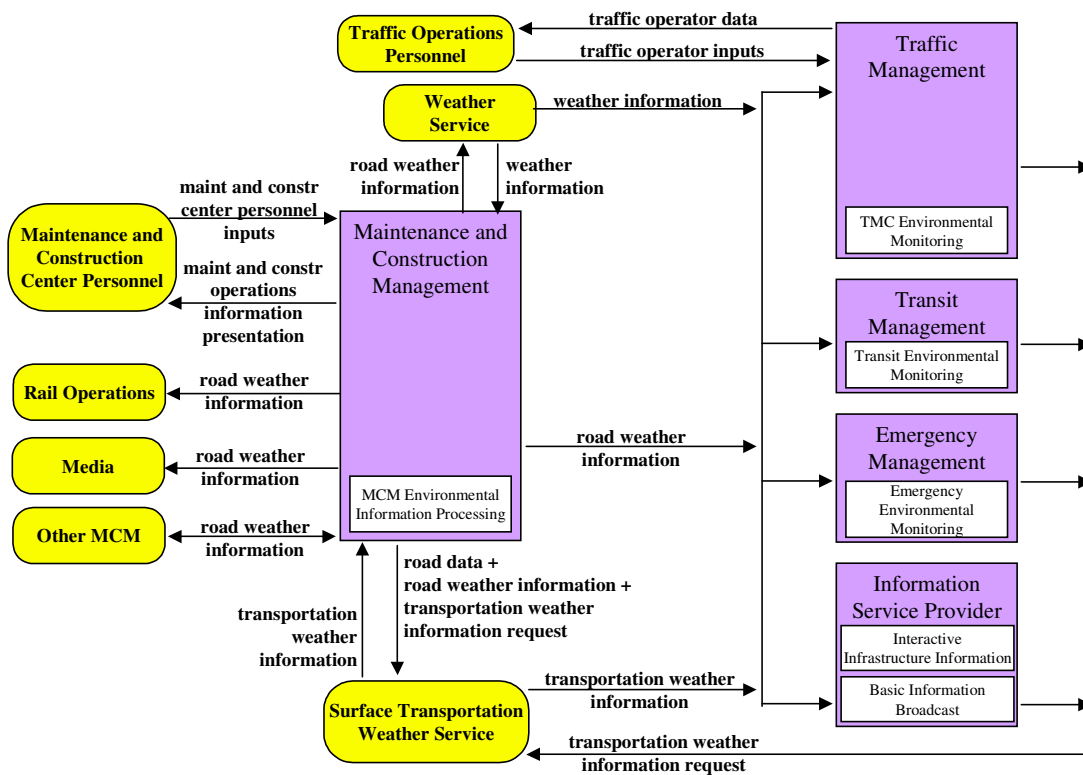 traffic operator data
Traffic Operations
Personnel
traffic operator inputs
Traffic
Management
Weather
Service
weather information
road weather
information
weather
information
TMC Environmental
Monitoring
maint and constr
center personnel
inputs
Maintenance and
Construction
Center Personnel
maint and constr
operations
information
presentation
Maintenance and
Construction
Management
Transit
Management
Transit Environmental
Monitoring
Rail Operations
road weather
information
Media
road weather
information
Other MCM
road weather
information
MCM Environmental
Information Processing
road weather
information
Emergency
Management
Emergency
Environmental
Monitoring
road data +
road weather information +
transportation weather
information request
transportation
weather
information
Information
Service Provider
Interactive
Infrastructure Information
Basic Information
Broadcast
Surface Transportation
Weather Service
transportation weather
information
transportation weather
information request